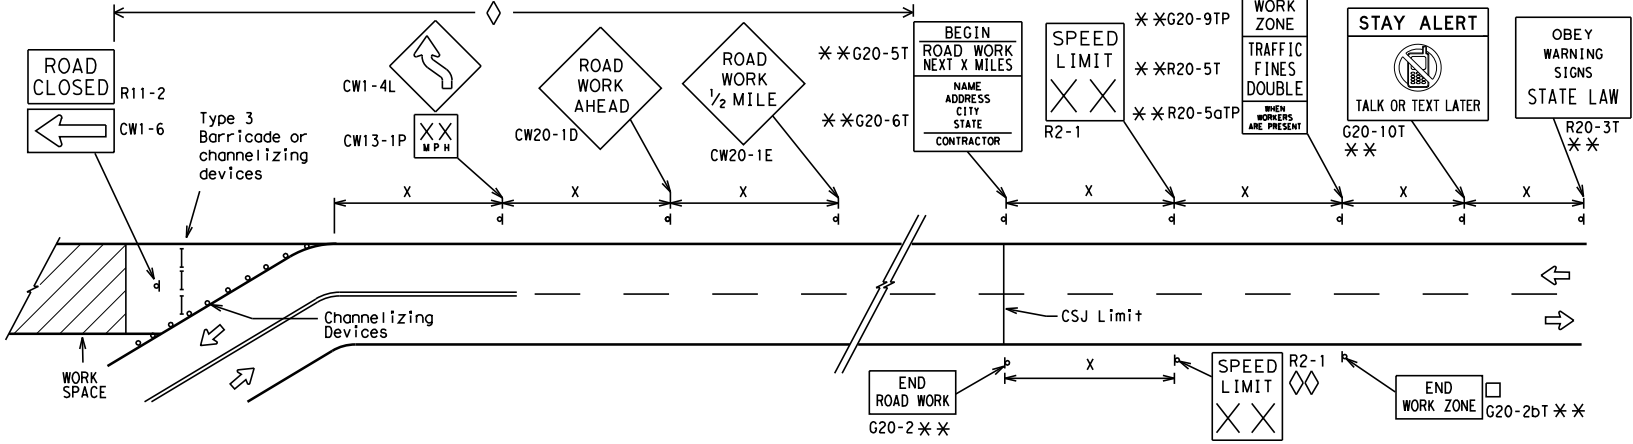 ROAD
CLOSED
R11-2
CW1-6
Type 3
Barricade or
channelizing
devices
CW1-4L
CW13-1P
XX
MPH
ROAD
WORK
AHEAD
CW20-1D
ROAD
WORK
1/2 MILE
CW20-1E
**G20-5T
**G20-6T
BEGIN
ROAD WORK
NEXT X MILES
NAME
ADDRESS
CITY
STATE
CONTRACTOR
SPEED
LIMIT
X X
R2-1
**G20-9TP
**R20-5T
**R20-5aTP
WORK
ZONE
TRAFFIC
FINES
DOUBLE
WHEN
WORKERS
ARE PRESENT
STAY ALERT
TALK OR TEXT LATER
G20-10T
**
OBEY
WARNING
SIGNS
STATE LAW
R20-3T
**
X
X
X
X
X
X
X
Channelizing
Devices
WORK
SPACE
CSJ Limit
X
END
ROAD WORK
G20-2 **
SPEED
LIMIT
X X
R2-1
END
WORK ZONE
G20-2bT **